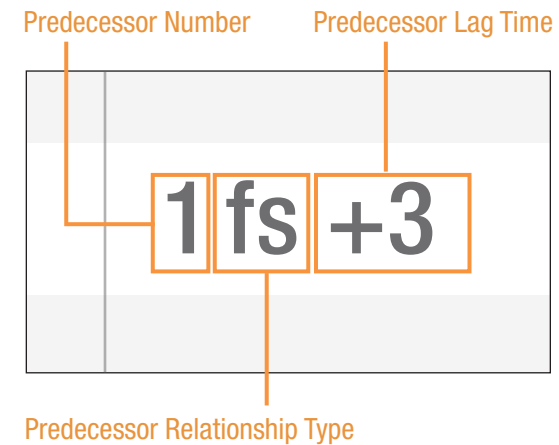 Predecessor Number
Predecessor Lag Time
1 fs +3
Predecessor Relationship Type